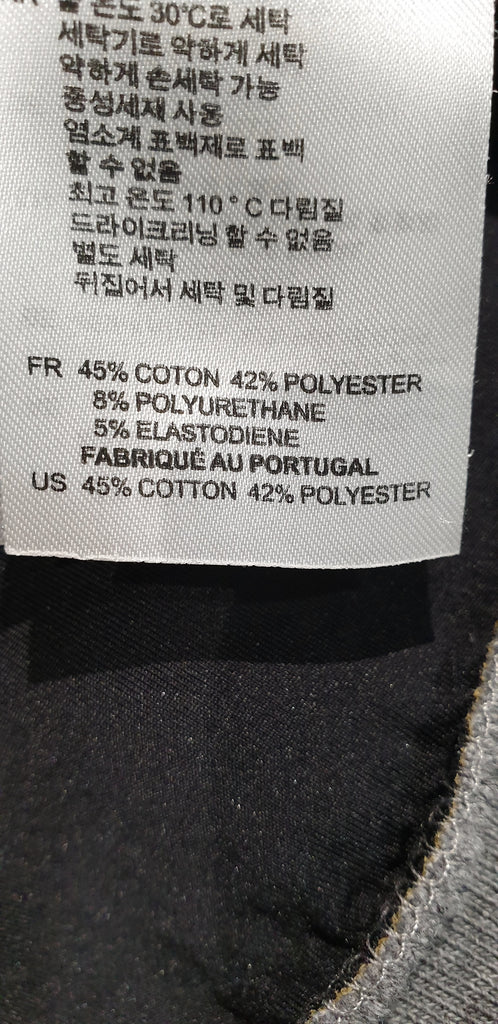 물 온도 30°C로 세탁
세탁기로 약하게 세탁
약하게 손세탁 가능
중성세재 사용
염소계 표백재로 표백
할 수 없음
최고 온도 110 ° C 다림질
드라이크리닝 할 수 없음
별도 세탁
뒤집어서 세탁 및 다림질
FR 45% COTON 42% POLYESTER
8% POLYURETHANE
5% ELASTODIENE
FABRIQUÉ AU PORTUGAL
US 45% COTTON 42% POLYESTER